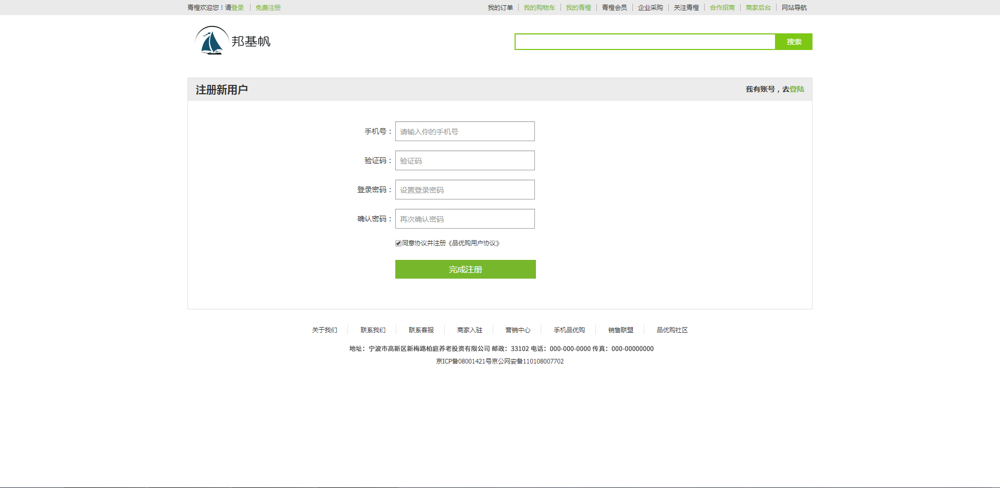 青橙欢迎您！请登录 免费注册 我的订单 我的购物车 我的青橙 青橙会员 企业采购 关注青橙 合作招商 商家后台 网站导航
邦基帆 搜索
注册新用户 我有账号，去登陆
手机号： 请输入你的手机号
验证码： 验证码
登录密码： 设置登录密码
确认密码： 再次确认密码
同意协议并注册《品优购用户协议》
完成注册
关于我们 联系我们 联系客服 商家入驻 营销中心 手机品优购 销售联盟 品优购社区
地址：宁波市高新区新梅路柏庭养老投资有限公司 邮政：33102 电话：000-000-0000 传真：000-00000000
京ICP备08001421号京公网安备110108007702